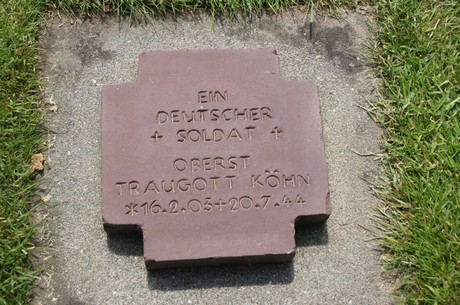 EIN
DEUTSCHER
+ SOLDAT +
OBERST
TRAUGOTT KÖHN
*16.2.03+20.7.44